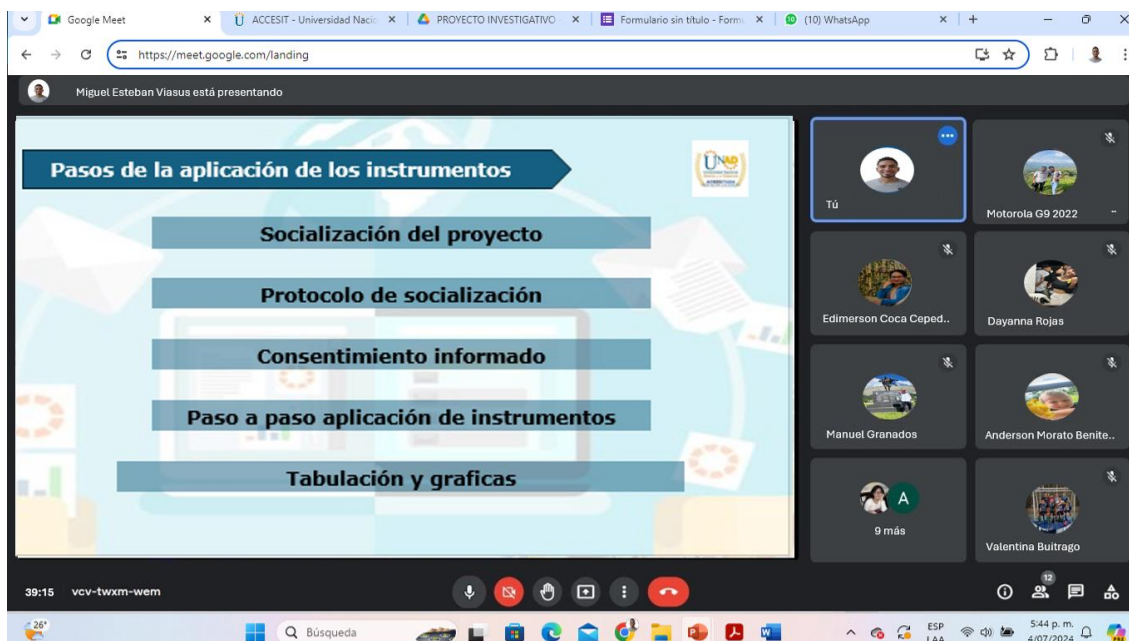 Google Meet
ACCESIT - Universidad Nacio
PROYECTO INVESTIGATIVO -
Formulario sin título - Formu
(10) WhatsApp
https://meet.google.com/landing
Miguel Esteban Viasus está presentando
Pasos de la aplicación de los instrumentos
UNAD
Socialización del proyecto
Protocolo de socialización
Consentimiento informado
Paso a paso aplicación de instrumentos
Tabulación y graficas
Tú
Motorola G9 2022
Edimerson Coca Ceped..
Dayanna Rojas
Manuel Granados
Anderson Morato Benite..
A
9 más
Valentina Buitrago
39:15 vcv-twxm-wem
12
26°
Búsqueda
ESP
LAA
5:44 p. m.
4/07/2024